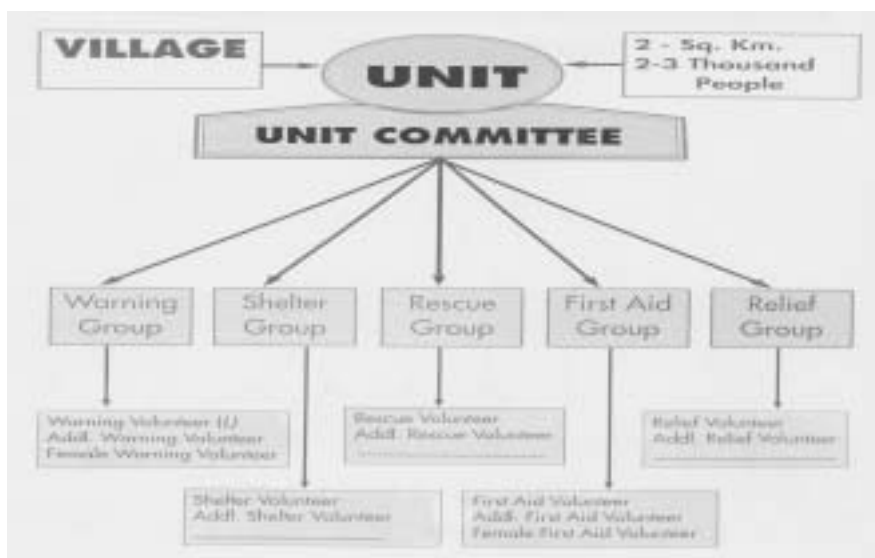 VILLAGE
UNIT
2 - Sq. Km.
2-3 Thousand
People
UNIT COMMITTEE
Warning
Group
Shelter
Group
Rescue
Group
First Aid
Group
Relief
Group
Warning Volunteer (L)
Addl. Warning Volunteer
Female Warning Volunteer
Rescue Volunteer
Addl. Rescue Volunteer
Relief Volunteer
Addl. Relief Volunteer
Shelter Volunteer
Addl. Shelter Volunteer
First Aid Volunteer
Addl. First Aid Volunteer
Female First Aid Volunteer